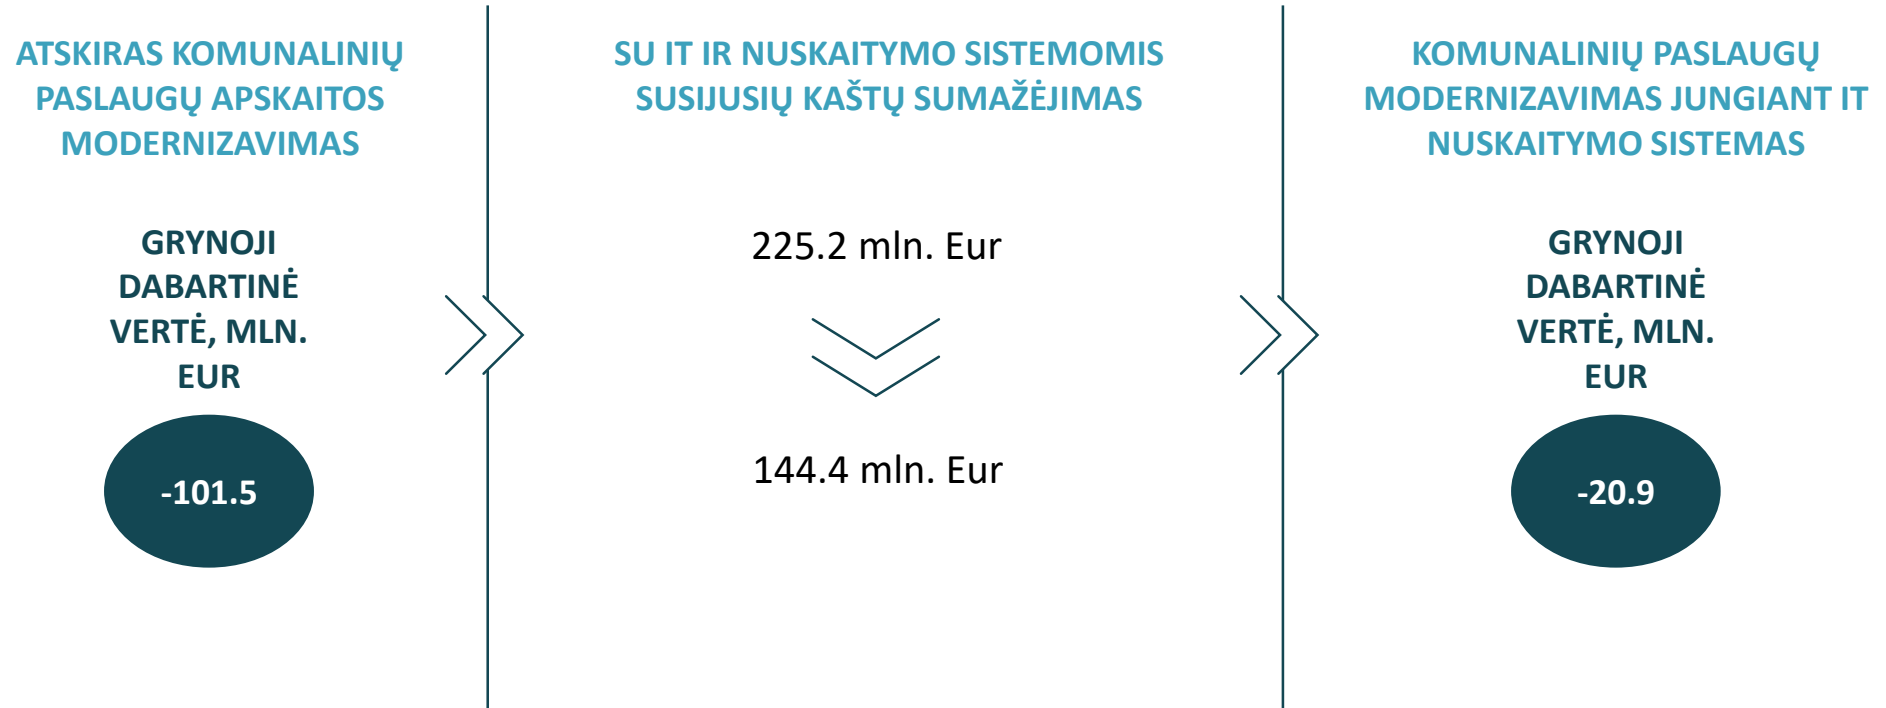 ATSKIRAS KOMUNALINIŲ
PASLAUGŲ APSKAITOS
MODERNIZAVIMAS
GRYNOJI
DABARTINĖ
VERTĖ, MLN.
EUR
-101.5
SU IT IR NUSKAITYMO SISTEMOMIS
SUSIJUSIŲ KAŠTŲ SUMAŽĖJIMAS
225.2 mln. Eur
144.4 mln. Eur
KOMUNALINIŲ PASLAUGŲ
MODERNIZAVIMAS JUNGIANT IT
NUSKAITYMO SISTEMAS
GRYNOJI
DABARTINĖ
VERTĖ, MLN.
EUR
-20.9